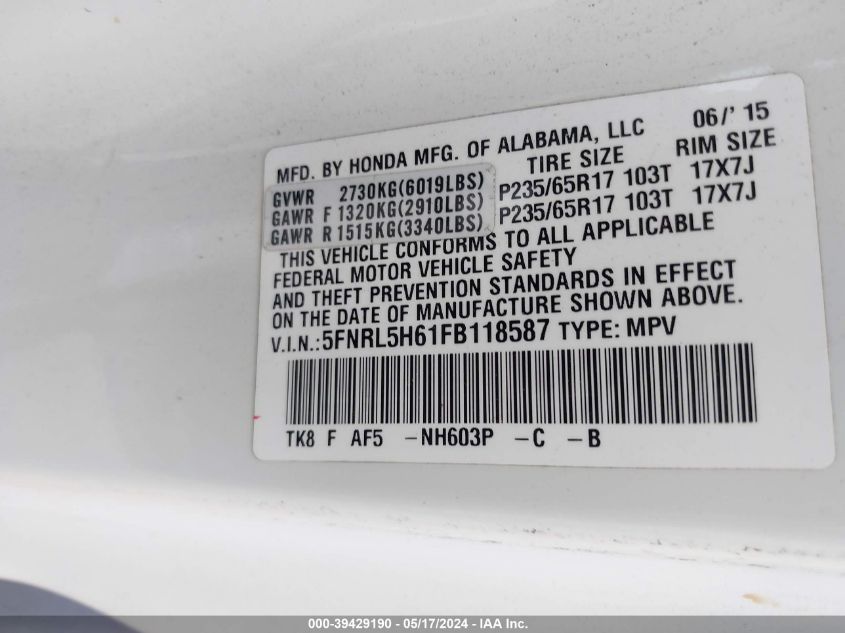 MFD. BY HONDA MFG. OF ALABAMA, LLC 06/' 15
TIRE SIZE RIM SIZE
GVWR 2730KG(6019LBS)
GAWR F 1320KG(2910LBS) P235/65R17 103T 17X7J
GAWR R 1515KG(3340LBS) P235/65R17 103T 17X7J
THIS VEHICLE CONFORMS TO ALL APPLICABLE
FEDERAL MOTOR VEHICLE SAFETY
AND THEFT PREVENTION STANDARDS IN EFFECT
ON THE DATE OF MANUFACTURE SHOWN ABOVE.
V.I.N.:5FNRL5H61FB118587 TYPE: MPV
TK8 F AF5 -NH603P -C -B
000-39429190 - 05/17/2024 - IAA Inc.